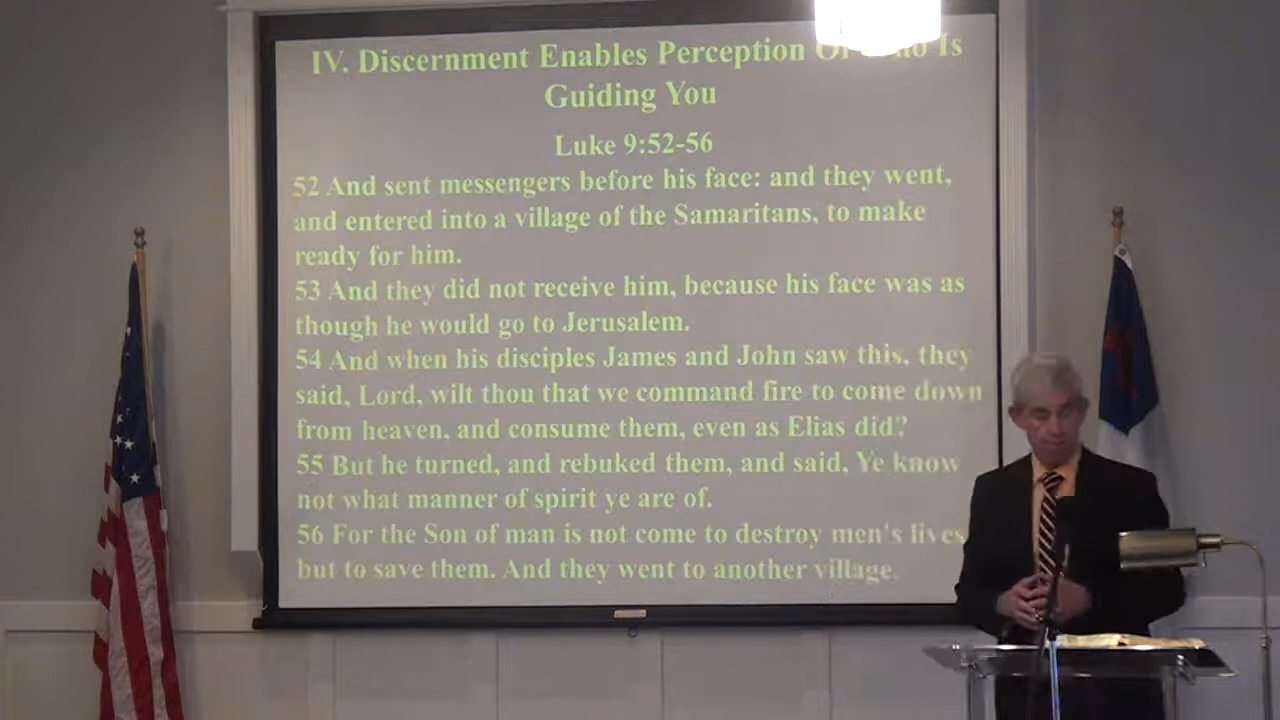 IV. Discernment Enables Perception Of Who Is
Guiding You
Luke 9:52-56
52 And sent messengers before his face: and they went,
and entered into a village of the Samaritans, to make
ready for him.
53 And they did not receive him, because his face was as
though he would go to Jerusalem.
54 And when his disciples James and John saw this, they
said, Lord, wilt thou that we command fire to come down
from heaven, and consume them, even as Elias did?
55 But he turned, and rebuked them, and said, Ye know
not what manner of spirit ye are of.
56 For the Son of man is not come to destroy men's lives
but to save them. And they went to another village.